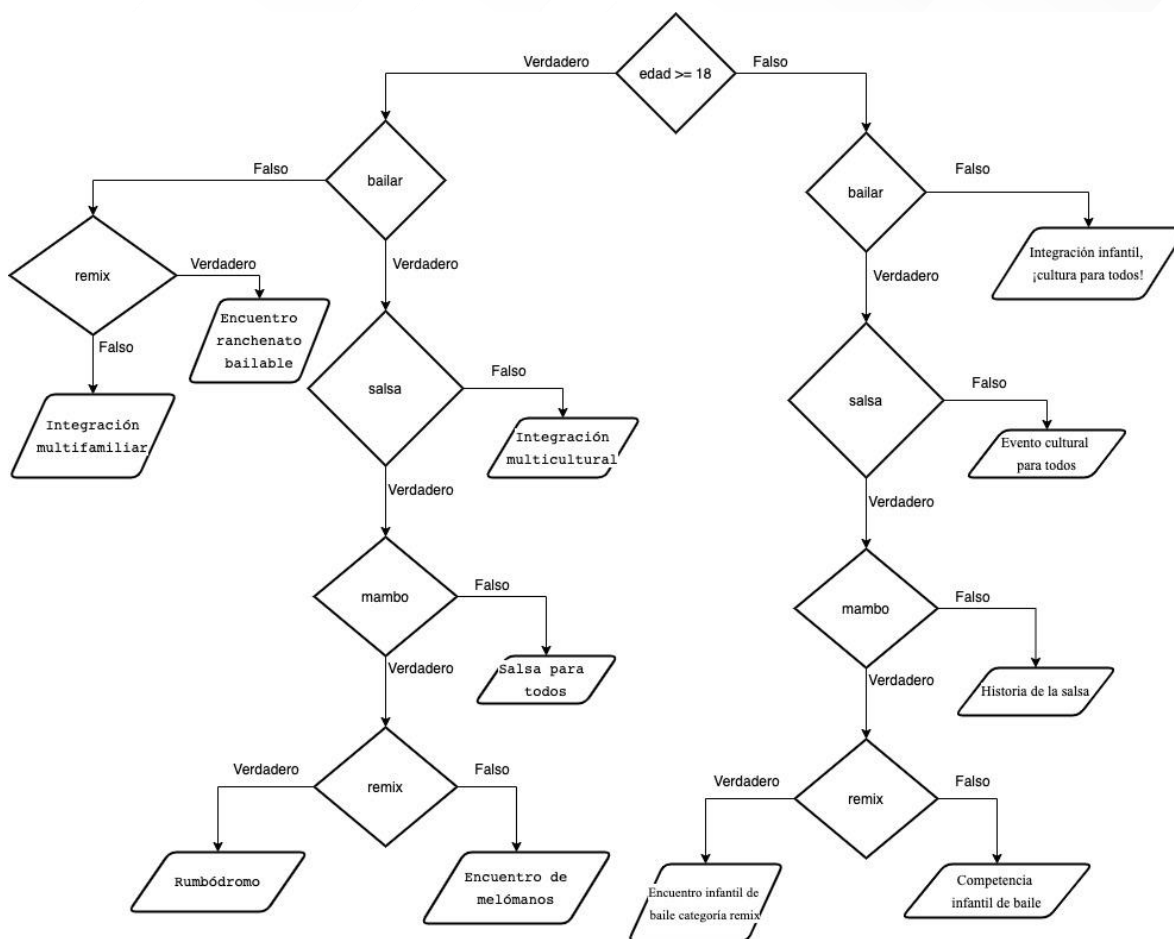 edad >= 18
Verdadero
Falso
bailar
Falso
Verdadero
bailar
Falso
Verdadero
remix
Verdadero
Falso
Encuentro
ranchenato
bailable
Integración
multifamiliar
Integración infantil,
¡cultura para todos!
salsa
Falso
Verdadero
Integración
multicultural
salsa
Falso
Verdadero
Evento cultural
para todos
mambo
Falso
Verdadero
Salsa para
todos
mambo
Falso
Verdadero
Historia de la salsa
remix
Verdadero
Falso
Rumbódromo
Encuentro de
melómanos
remix
Verdadero
Falso
Encuentro infantil de
baile categoría remix
Competencia
infantil de baile